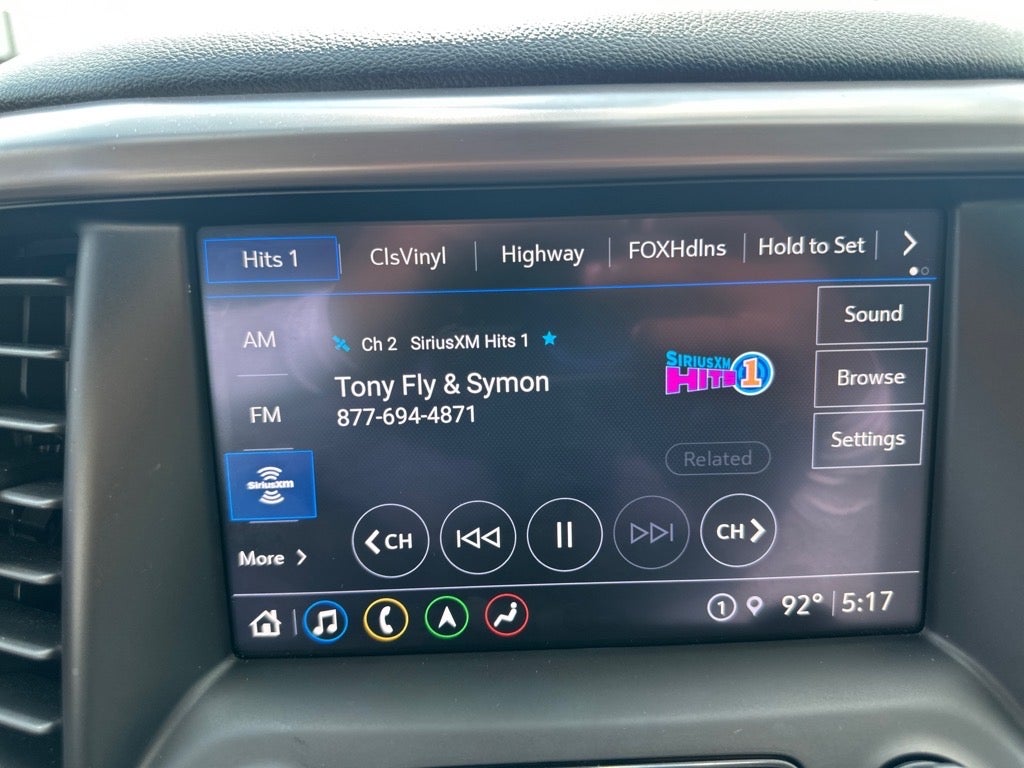 Hits 1 ClsVinyl Highway FOXHdlns Hold to Set
AM
FM
SiriusXM
More
Ch 2 SiriusXM Hits 1
Tony Fly & Symon
877-694-4871
SIRIUSXM
HITS 1
Related
Sound
Browse
Settings
CH
CH
1 92° 5:17